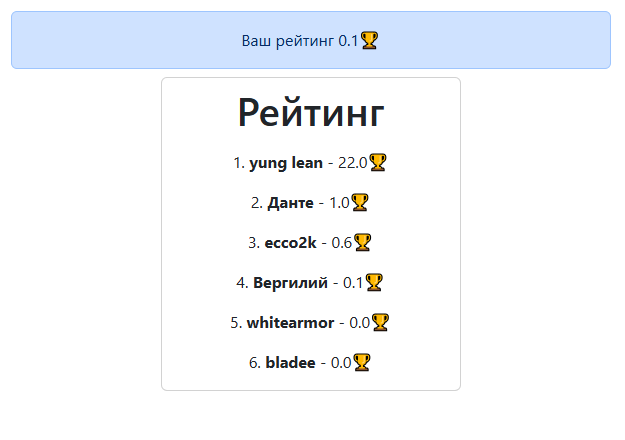 Ваш рейтинг 0.1🏆
Рейтинг
1. yung lean - 22.0🏆
2. Данте - 1.0🏆
3. ecco2k - 0.6🏆
4. Вергилий - 0.1🏆
5. whitearmor - 0.0🏆
6. bladee - 0.0🏆